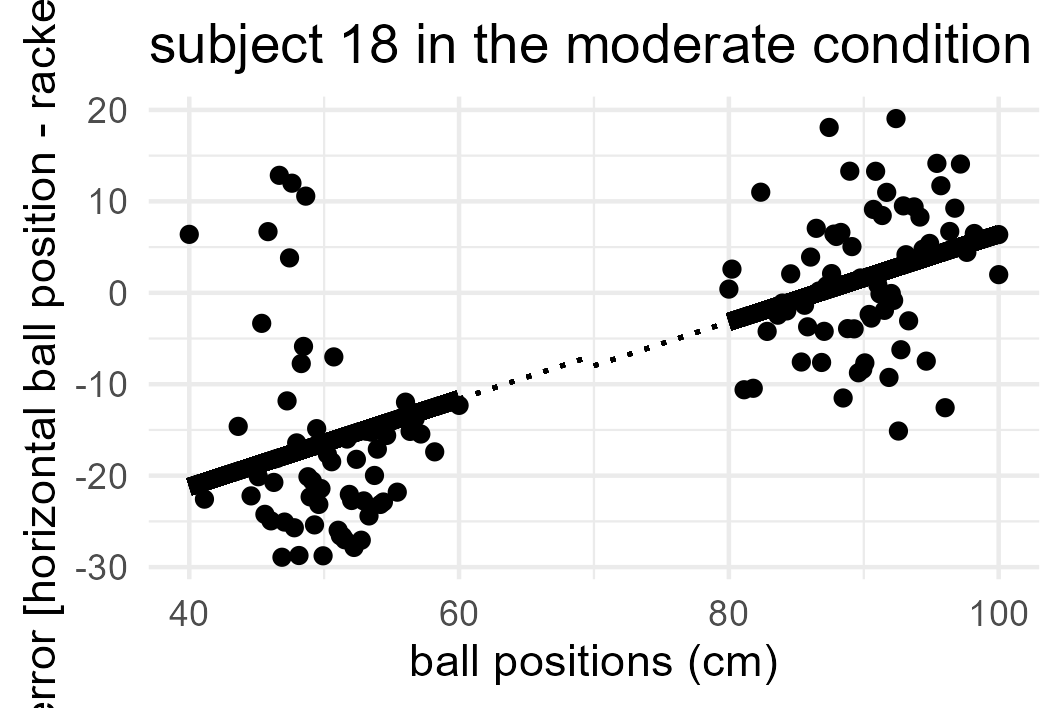 subject 18 in the moderate condition
error [horizontal ball position -
20
10
0
-10
-20
-30
40 60 80 100
ball positions (cm)